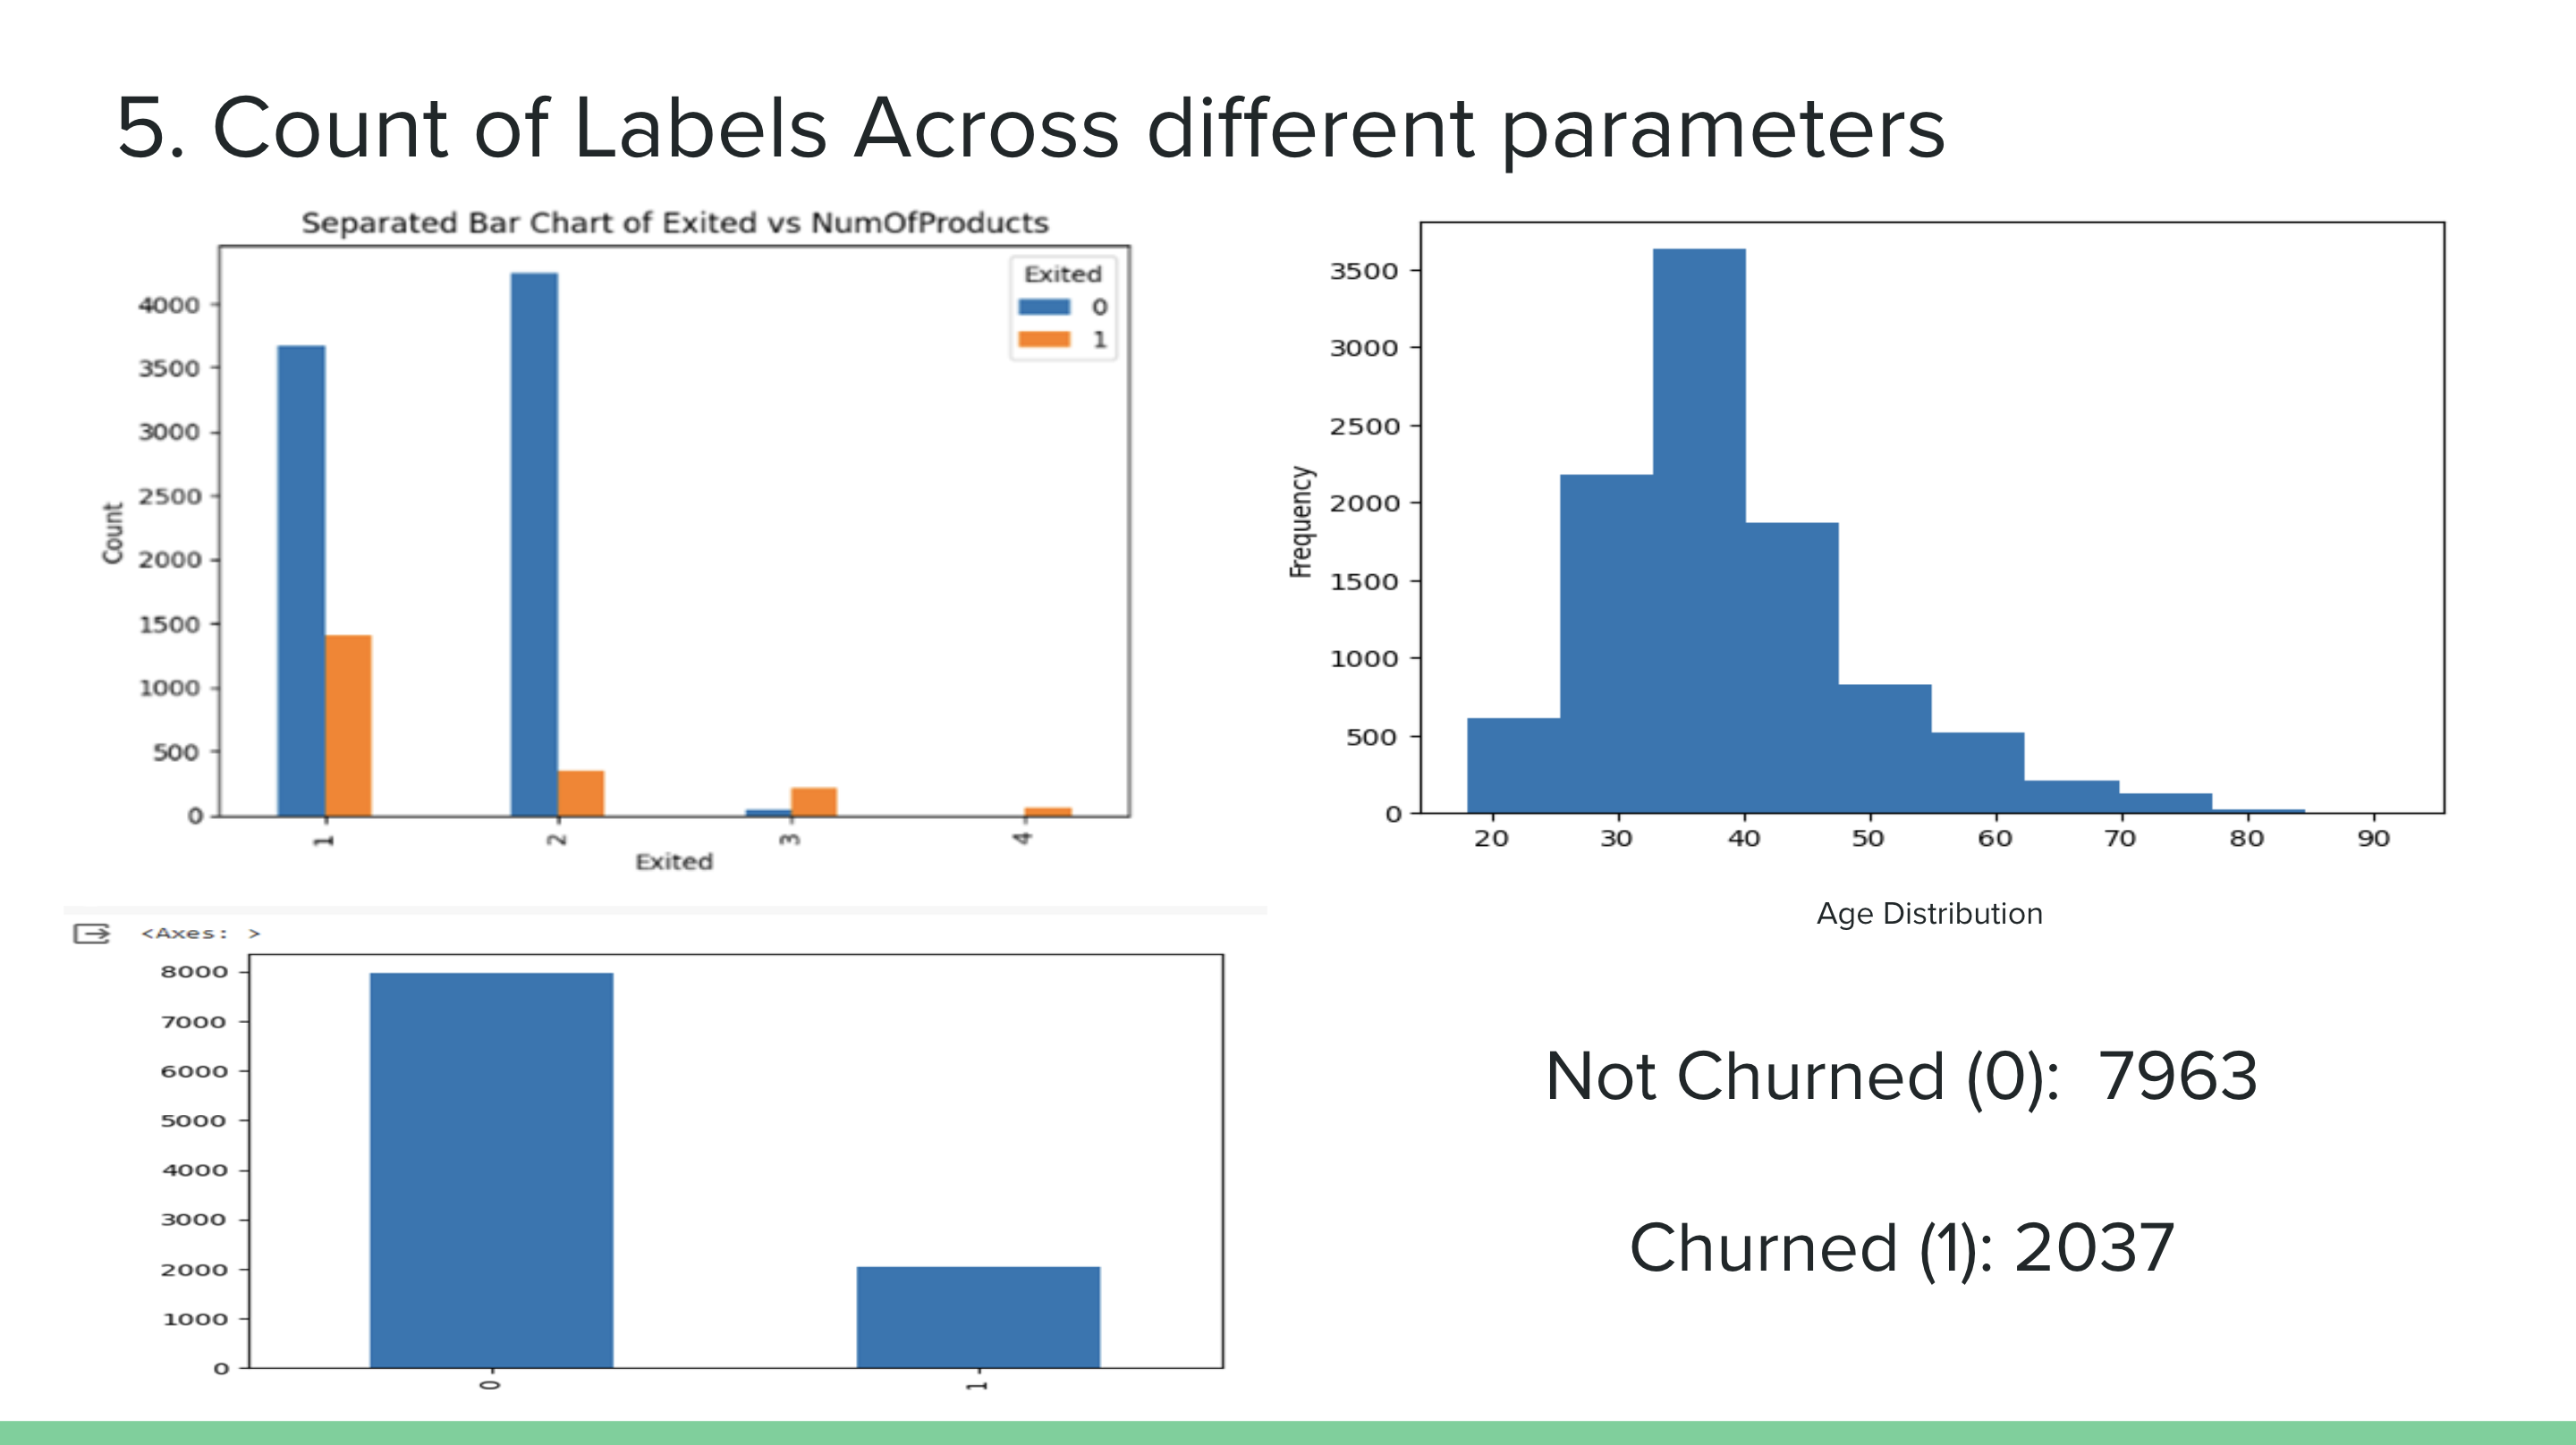 5. Count of Labels Across different parameters
Separated Bar Chart of Exited vs NumOfProducts
Exited
0
1
4000
3500
3000
2500
2000
1500
1000
500
0
Count
1 2 3 4
Exited
3500
3000
2500
2000
1500
1000
500
0
Frequency
20 30 40 50 60 70 80 90
Age Distribution
<Axes: >
8000
7000
6000
5000
4000
3000
2000
1000
0
0 1
Not Churned (0): 7963
Churned (1): 2037